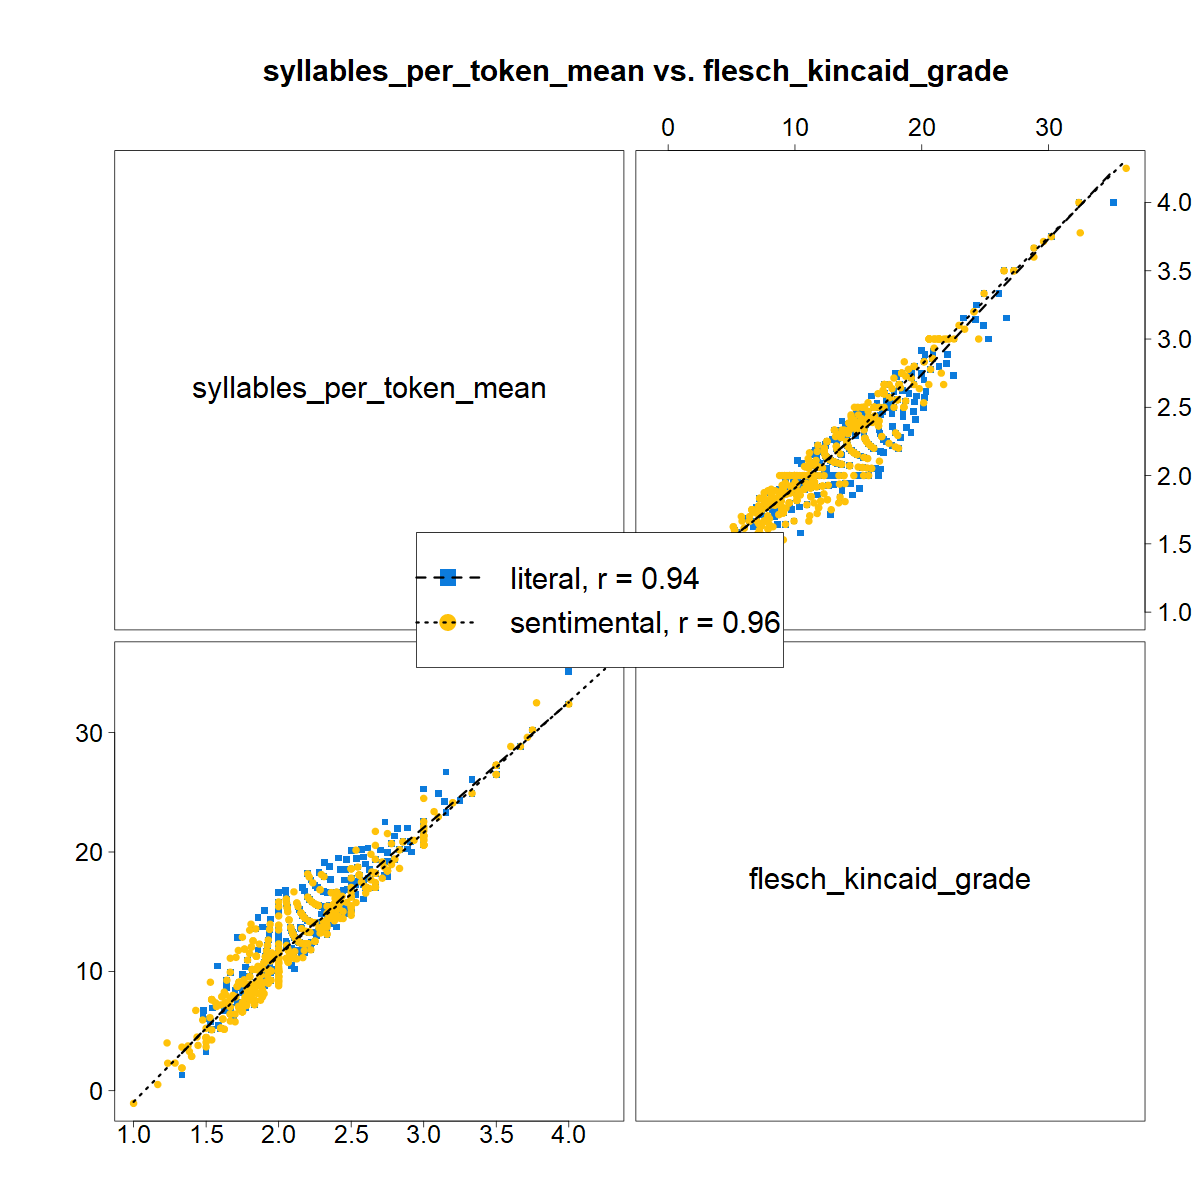 syllables_per_token_mean vs. flesch_kincaid_grade
0 10 20 30
syllables_per_token_mean
4.0
3.5
3.0
2.5
2.0
1.5
1.0
literal, r = 0.94
sentimental, r = 0.96
30
20
10
0
flesch_kincaid_grade
1.0 1.5 2.0 2.5 3.0 3.5 4.0